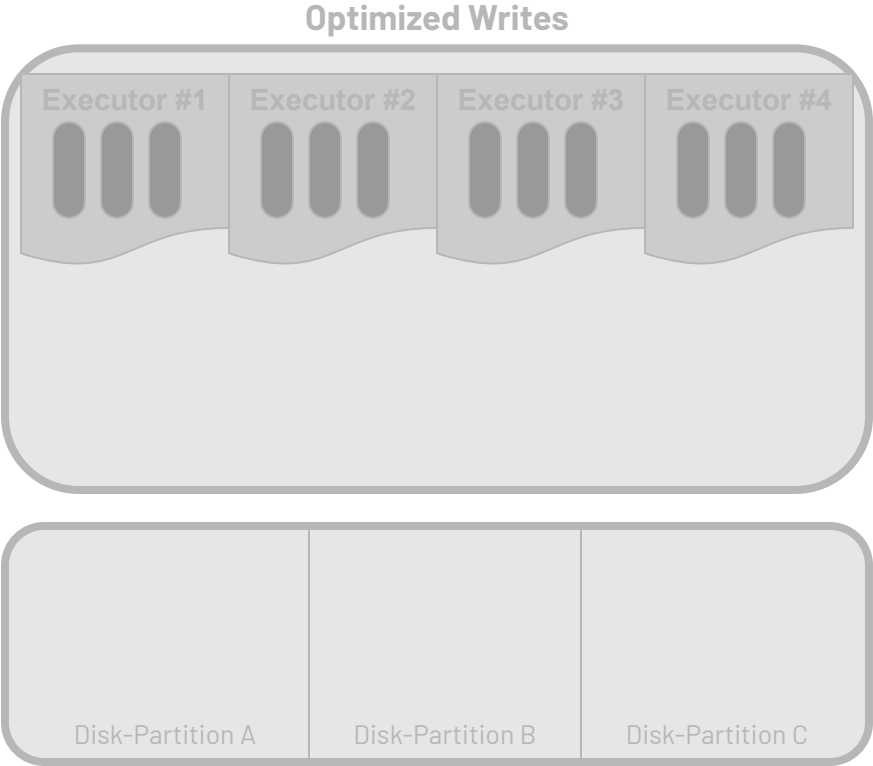 Optimized Writes
Executor #1 Executor #2 Executor #3 Executor #4
Disk-Partition A Disk-Partition B Disk-Partition C